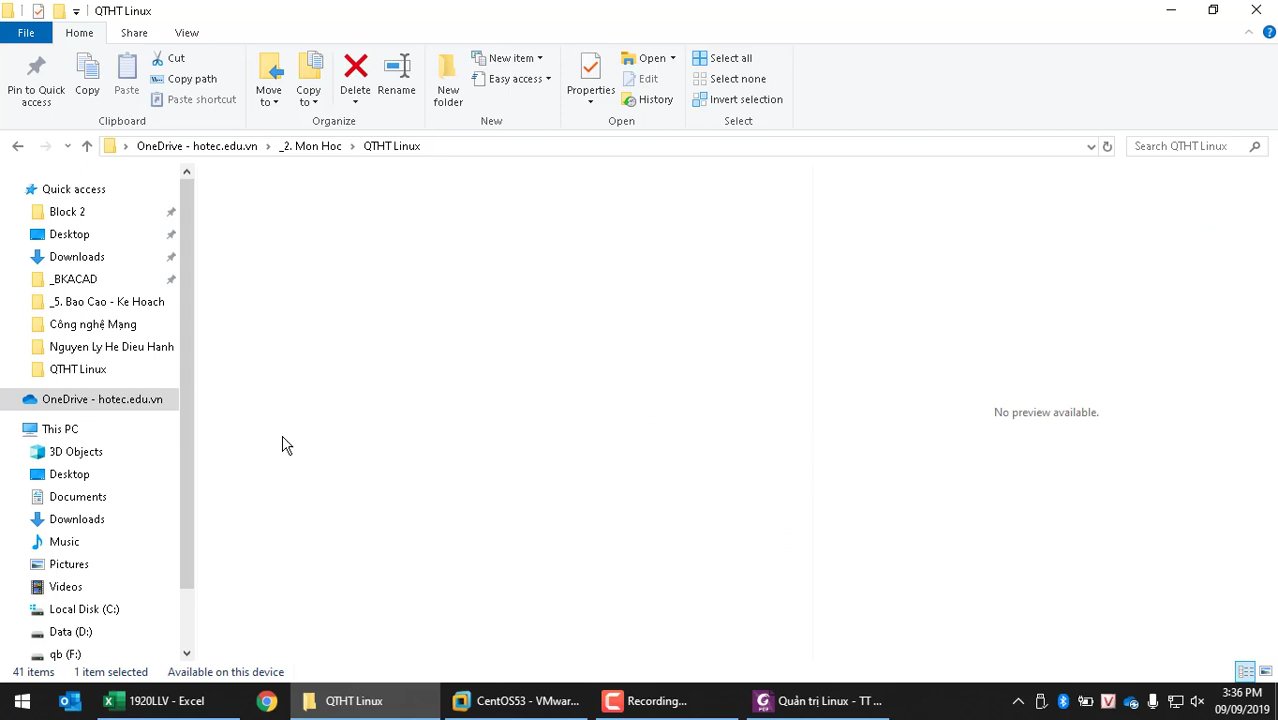 QTHT Linux
File Home Share View
Pin to Quick access
Copy
Paste
Cut
Copy path
Paste shortcut
Clipboard
Move to
Copy to
Delete
Rename
Organize
New folder
New item
Easy access
New
Properties
Open
Edit
History
Open
Select all
Select none
Invert selection
Select
OneDrive - hotec.edu.vn > _2. Mon Hoc > QTHT Linux
Search QTHT Linux
Quick access
Block 2
Desktop
Downloads
_BKACAD
_5. Bao Cao - Ke Hoach
Công nghệ Mạng
Nguyen Ly He Dieu Hanh
QTHT Linux
OneDrive - hotec.edu.vn
This PC
3D Objects
Desktop
Documents
Downloads
Music
Pictures
Videos
Local Disk (C:)
Data (D:)
qb (F:)
No preview available.
41 items 1 item selected Available on this device
1920LLV - Excel
QTHT Linux
CentOS53 - VMwar...
Recording...
Quản trị Linux - TT ...
3:36 PM
09/09/2019